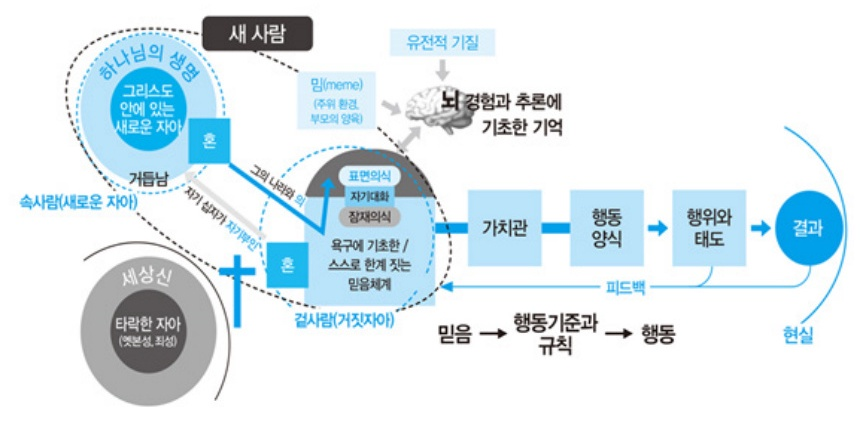 새 사람
하나님의 생명
그리스도
안에 있는
새로운 자아
혼
거듭남
속사람(새로운 자아)
유전적 기질
밈(meme)
(주위 환경,
부모의 양육)
뇌 경험과 추론에
기초한 기억
그의 나라와 의
자기 십자가 자기부인
표면의식
자기대화
잠재의식
혼
욕구에 기초한 /
스스로 한계 짓는
믿음체계
겉사람(거짓자아)
세상신
타락한 자아
(옛본성, 죄성)
가치관
행동
양식
행위와
태도
결과
피드백
믿음 → 행동기준과
규칙 → 행동
현실